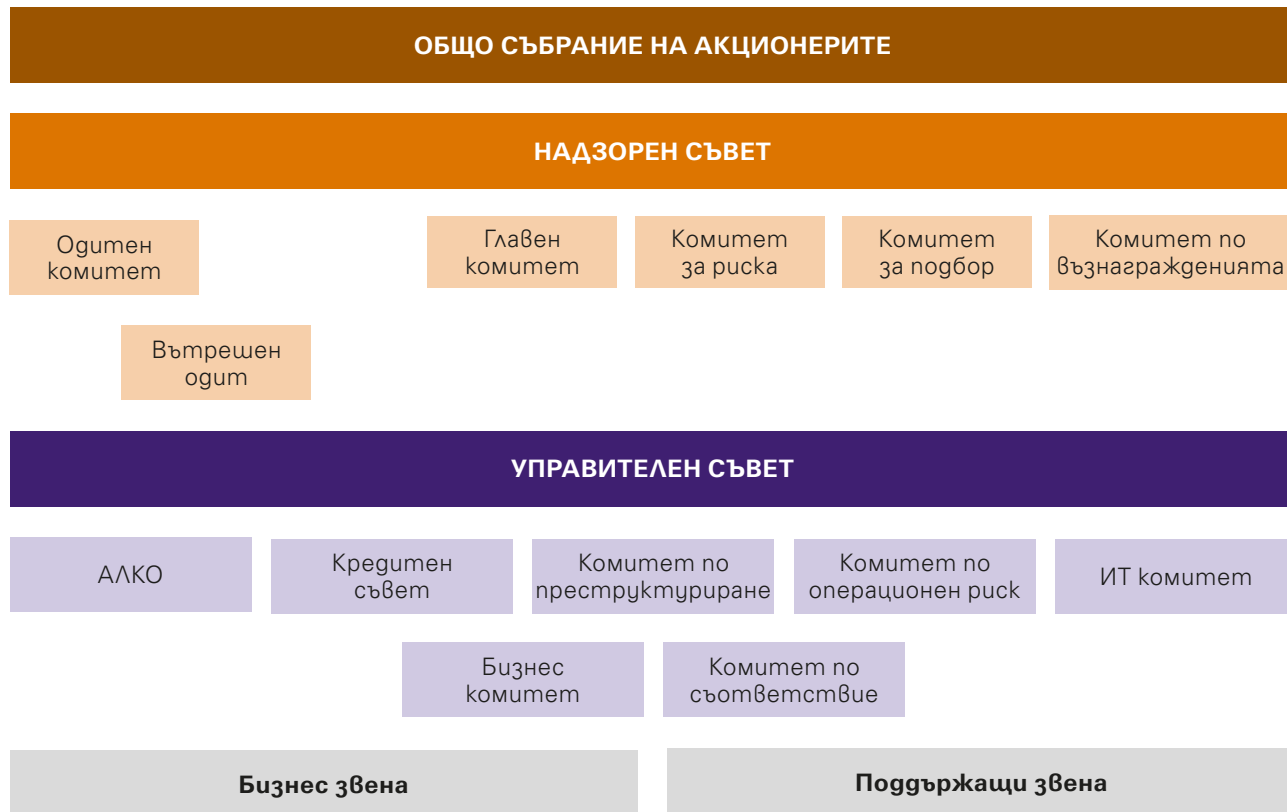 ОБЩО СЪБРАНИЕ НА АКЦИОНЕРИТЕ
НАДЗОРЕН СЪВЕТ
Одитен
комитет
Главен
комитет
Комитет
за риска
Комитет
за подбор
Комитет по
възнагражденията
Вътрешен
одит
УПРАВИТЕЛЕН СЪВЕТ
АЛКО
Кредитен
съвет
Комитет по
преструктуриране
Комитет по
операционен риск
ИТ комитет
Бизнес
комитет
Комитет по
съответствие
Бизнес звена
Поддържащи звена